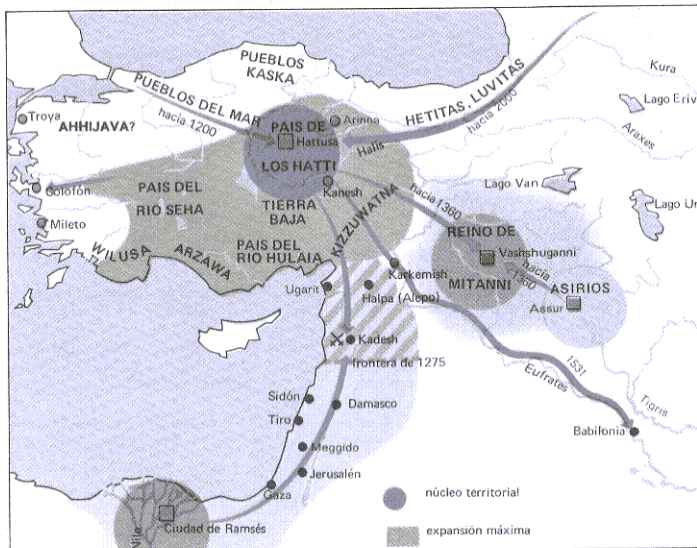 PUEBLOS
KASKA
PUEBLOS DEL MAR
hacia 1200
HETITAS, LUVITAS
hacia 2000
Kura
Lago Eriv
Araxes
Troya
AHHIJAVA?
PAIS DE
Hattusa
LOS HATTI
Arinna
Halis
Kanesh
Colofón
Mileto
PAIS DEL
RIO SEHA
TIERRA
BAJA
PAIS DEL
RIO HULAIA
WILUSA
ARZAWA
KIZZUWATNA
hacia 1360
Lago Van
Lago Ur
REINO DE
Vashshuganni
MITANNI
hacia
1360
ASIRIOS
Assur
Karkemish
Ugarit
Halpa (Alepo)
Kadesh
frontera de 1275
1531
Eufrates
Tigris
Babilonia
Sidón
Damasco
Tiro
Meggido
Jerusalén
Gaza
Nilo
Ciudad de Ramsés
núcleo territorial
expansión máxima